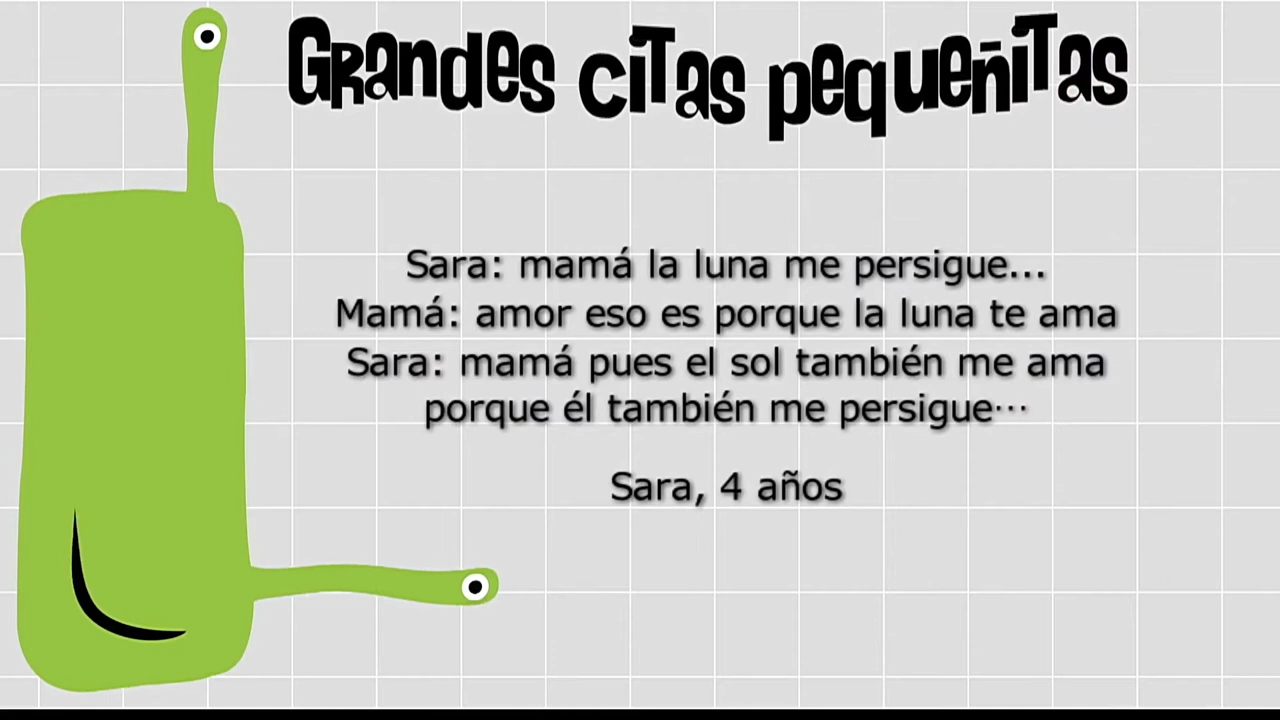 Grandes citas pequeñitas
Sara: mamá la luna me persigue...
Mamá: amor eso es porque la luna te ama
Sara: mamá pues el sol también me ama
porque él también me persigue···
Sara, 4 años